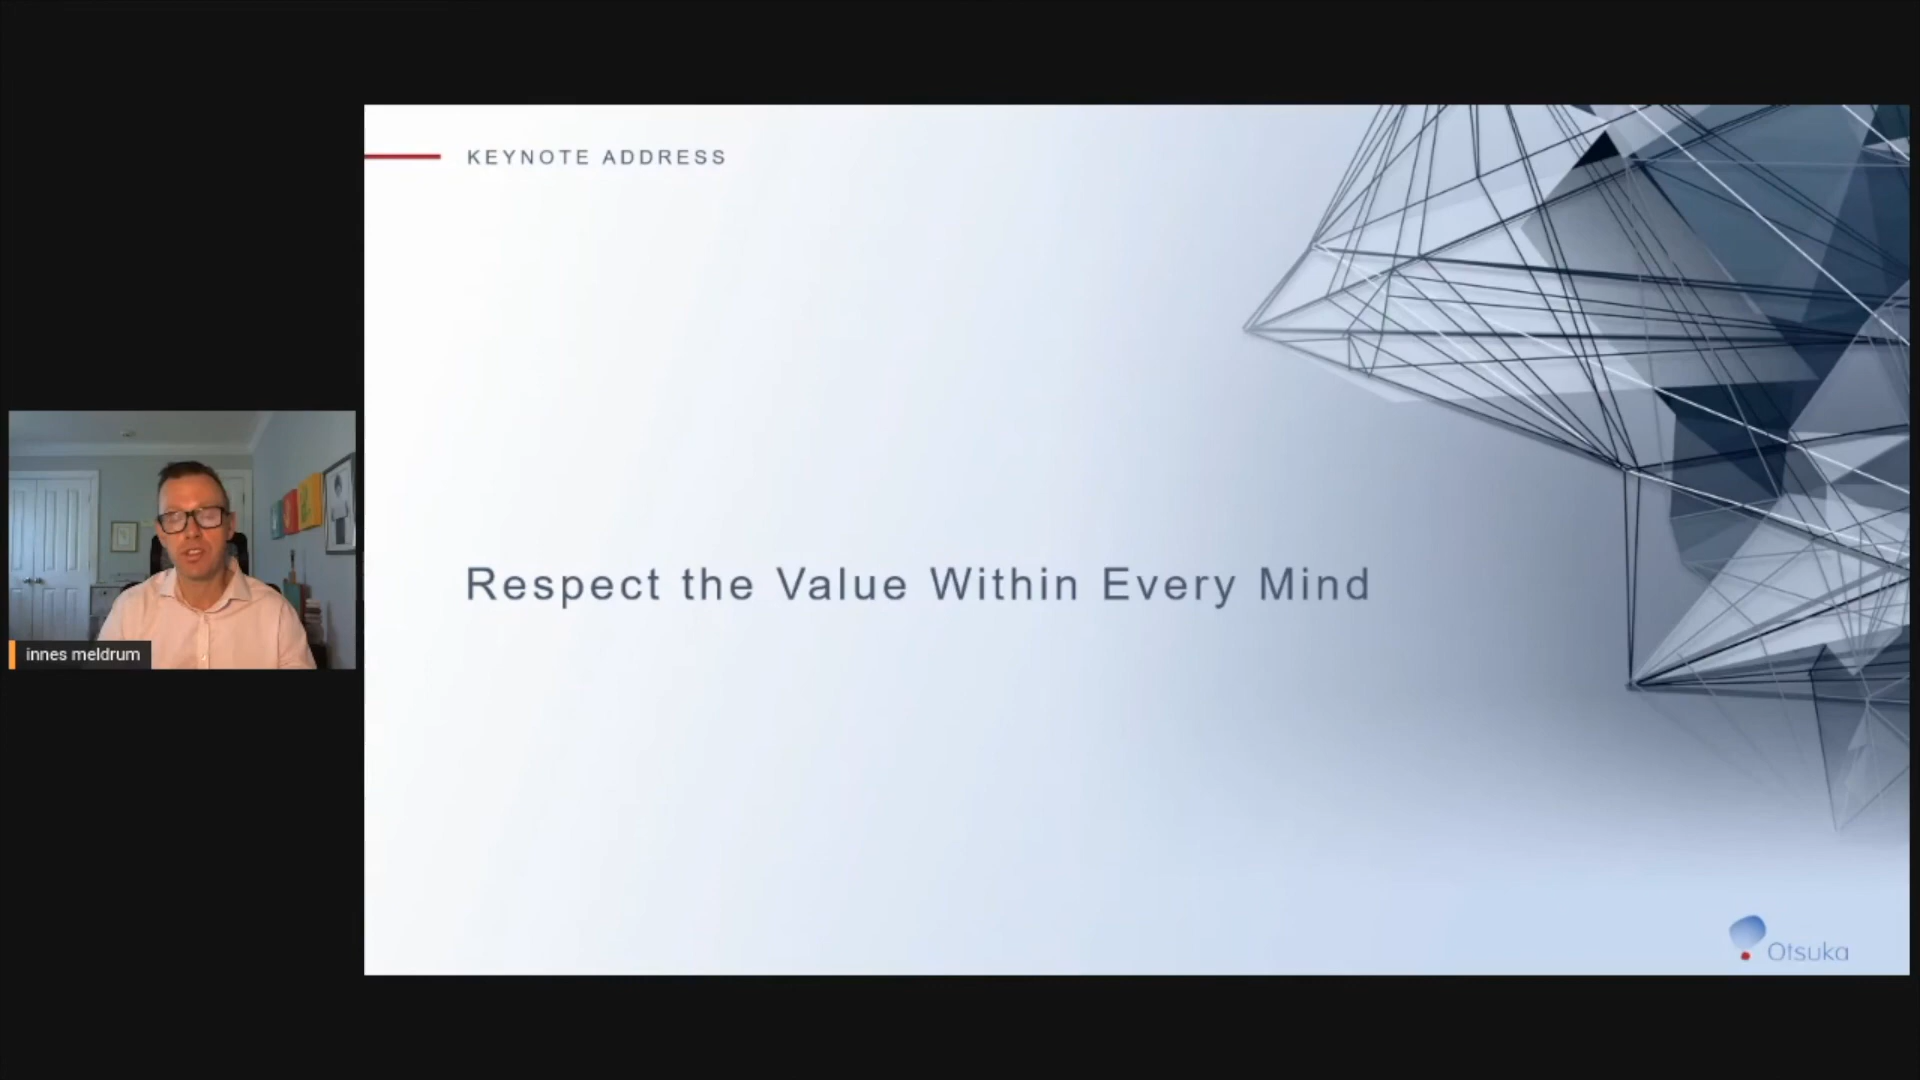 KEYNOTE ADDRESS
Respect the Value Within Every Mind
innes meldrum
Otsuka